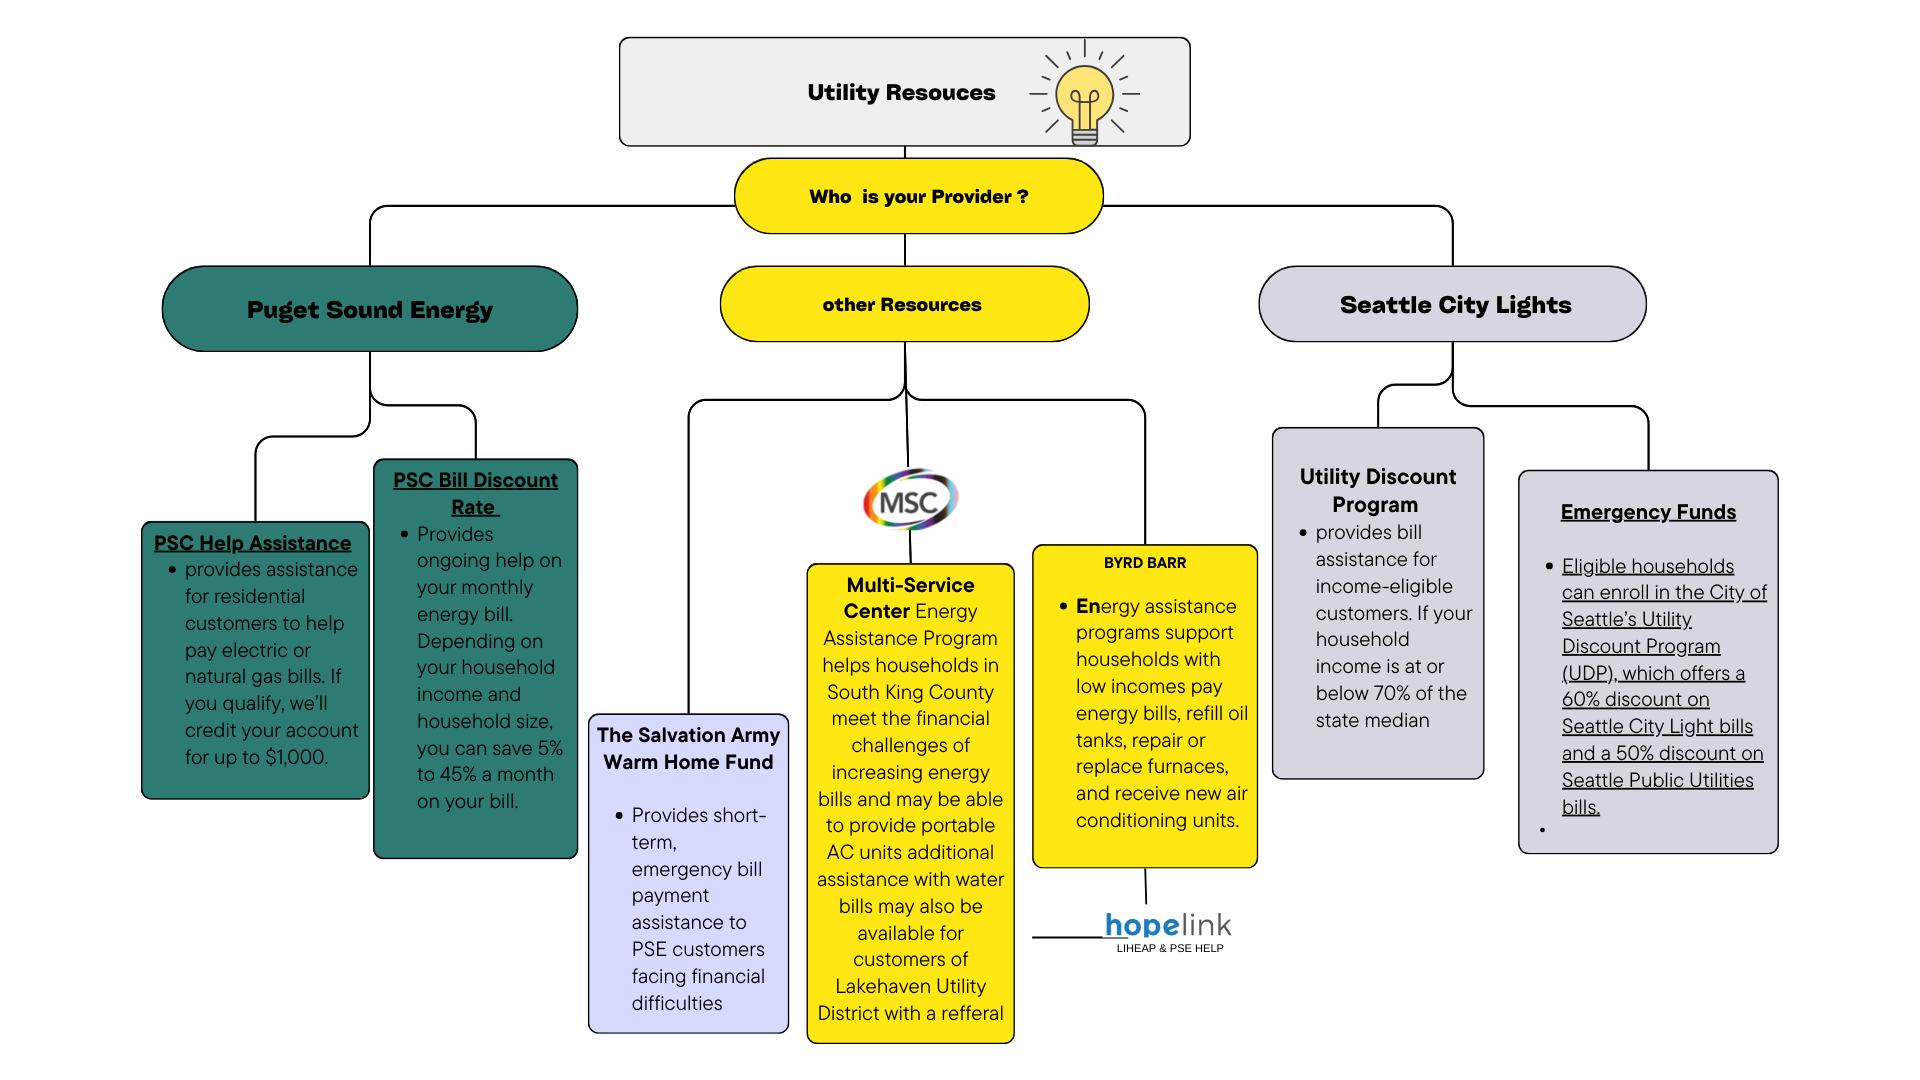 Utility Resouces
Who is your Provider ?
Puget Sound Energy
other Resources
Seattle City Lights
PSC Help Assistance
provides assistance
for residential
customers to help
pay electric or
natural gas bills. If
you qualify, we'll
credit your account
for up to $1,000.
PSC Bill Discount
Rate
Provides
ongoing help on
your monthly
energy bill.
Depending on
your household
income and
household size,
you can save 5%
to 45% a month
on your bill.
The Salvation Army
Warm Home Fund
Provides short-
term,
emergency bill
payment
assistance to
PSE customers
facing financial
difficulties
MSC
Multi-Service
Center Energy
Assistance Program
helps households in
South King County
meet the financial
challenges of
increasing energy
bills and may be able
to provide portable
AC units additional
assistance with water
bills may also be
available for
customers of
Lakehaven Utility
District with a refferal
BYRD BARR
Energy assistance
programs support
households with
low incomes pay
energy bills, refill oil
tanks, repair or
replace furnaces,
and receive new air
conditioning units.
hopelink
LIHEAP & PSE HELP
Utility Discount
Program
provides bill
assistance for
income-eligible
customers. If your
household
income is at or
below 70% of the
state median
Emergency Funds
Eligible households
can enroll in the City of
Seattle's Utility
Discount Program
(UDP), which offers a
60% discount on
Seattle City Light bills
and a 50% discount on
Seattle Public Utilities
bills.